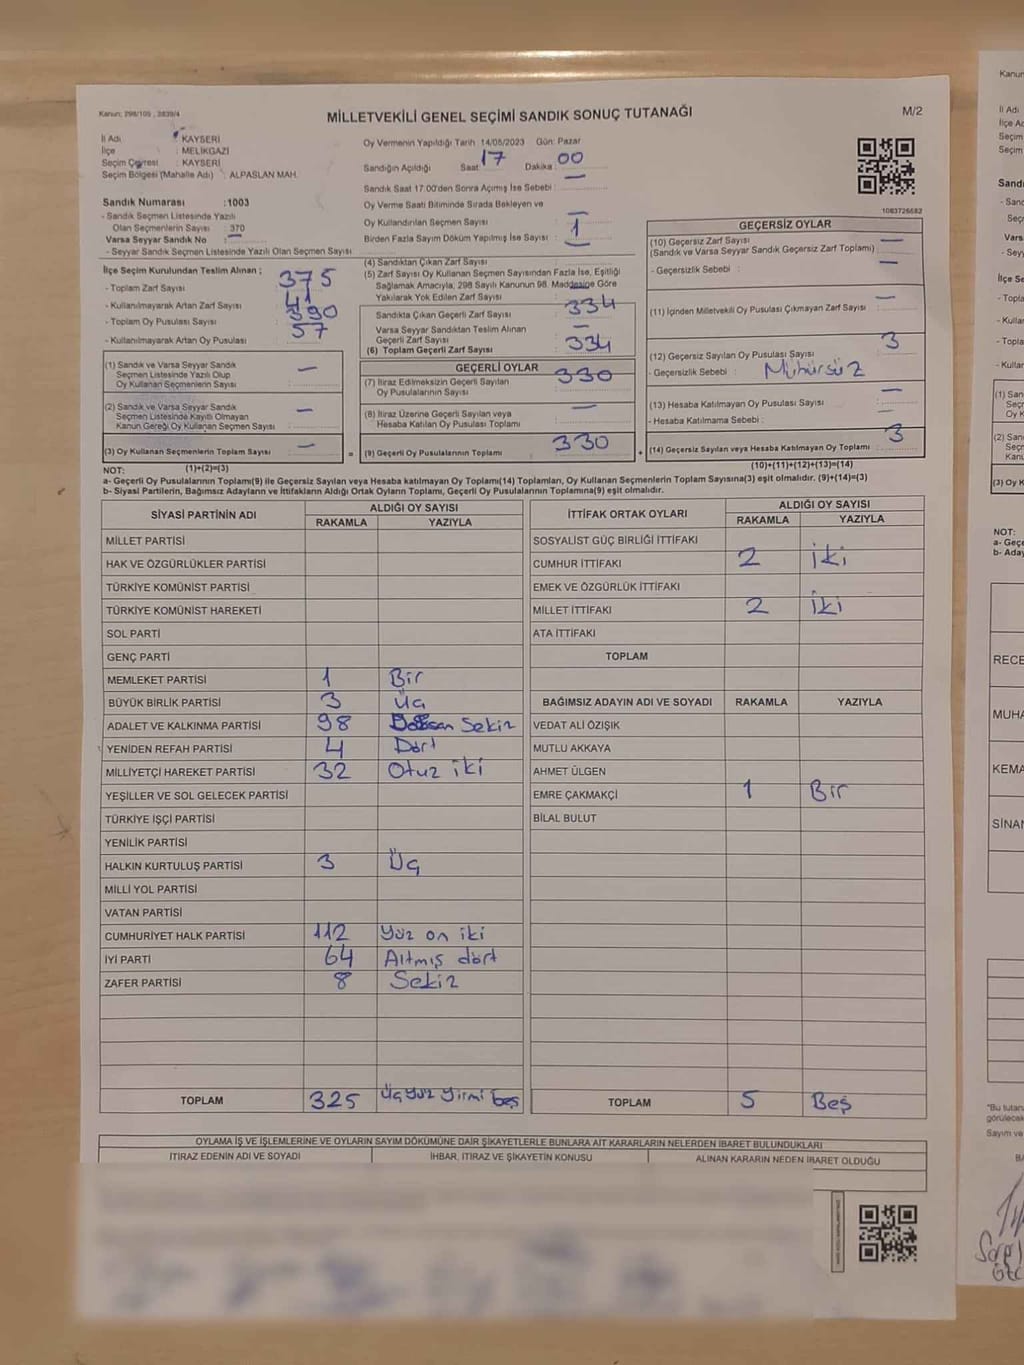 Kanun: 298/105 , 2839/4
MİLLETVEKİLİ GENEL SEÇİMİ SANDIK SONUÇ TUTANAĞI
M/2
İl Adı : KAYSERİ
İlçe : MELİKGAZİ
Seçim Çevresi : KAYSERİ
Seçim Bölgesi (Mahalle Adı) : ALPASLAN MAH.
Sandık Numarası :1003
- Sandık Seçmen Listesinde Yazılı
Olan Seçmenlerin Sayısı : 370
Varsa Seyyar Sandık No : —
- Seyyar Sandık Seçmen Listesinde Yazılı Olan Seçmen Sayısı
İlçe Seçim Kurulundan Teslim Alınan ;
- Toplam Zarf Sayısı : 375
- Kullanılmayarak Artan Zarf Sayısı : 41
- Toplam Oy Pusulası Sayısı : 390
- Kullanılmayarak Artan Oy Pusulası : 57
(1) Sandık ve Varsa Seyyar Sandık
Seçmen Listesinde Yazılı Olup
Oy Kullanan Seçmenlerin Sayısı : —
(2) Sandık ve Varsa Seyyar Sandık
Seçmen Listesinde Kayıtlı Olmayan
Kanun Gereği Oy Kullanan Seçmen Sayısı : —
(3) Oy Kullanan Seçmenlerin Toplam Sayısı : —
Oy Vermenin Yapıldığı Tarih 14/05/2023 Gün: Pazar
Sandığın Açıldığı Saat : 17 Dakika : 00
Sandık Saat 17.00'den Sonra Açımış İse Sebebi : —
Oy Verme Saati Bitiminde Sırada Bekleyen ve
Oy Kullandırılan Seçmen Sayısı : —
Birden Fazla Sayım Döküm Yapılmış İse Sayısı : 1
(4) Sandıktan Çıkan Zarf Sayısı : —
(5) Zarf Sayısı Oy Kullanan Seçmen Sayısından Fazla İse, Eşitliği
Sağlamak Amacıyla, 298 Sayılı Kanunun 98. Maddesine Göre
Yakılarak Yok Edilen Zarf Sayısı : —
Sandıkta Çıkan Geçerli Zarf Sayısı : 334
Varsa Seyyar Sandıktan Teslim Alınan
Geçerli Zarf Sayısı : —
(6) Toplam Geçerli Zarf Sayısı : 334
GEÇERLİ OYLAR
(7) İtiraz Edilmeksizin Geçerli Sayılan
Oy Pusulalarının Sayısı : 330
(8) İtiraz Üzerine Geçerli Sayılan veya
Hesaba Katılan Oy Pusulası Toplamı : —
= (9) Geçerli Oy Pusulalarının Toplamı : 330
1083726682
GEÇERSİZ OYLAR
(10) Geçersiz Zarf Sayısı : —
(Sandık ve Varsa Seyyar Sandık Geçersiz Zarf Toplamı)
- Geçersizlik Sebebi : —
(11) İçinden Milletvekili Oy Pusulası Çıkmayan Zarf Sayısı : —
(12) Geçersiz Sayılan Oy Pusulası Sayısı : 3
- Geçersizlik Sebebi : Mühürsüz
(13) Hesaba Katılmayan Oy Pusulası Sayısı : —
- Hesaba Katılmama Sebebi : —
+ (14) Geçersiz Sayılan veya Hesaba Katılmayan Oy Toplamı : 3
NOT: (1)+(2)=(3) (10)+(11)+(12)+(13)=(14)
a- Geçerli Oy Pusulalarının Toplamı(9) ile Geçersiz Sayılan veya Hesaba katılmayan Oy Toplamı(14) Toplamları, Oy Kullanan Seçmenlerin Toplam Sayısına(3) eşit olmalıdır. (9)+(14)=(3)
b- Siyasi Partilerin, Bağımsız Adayların ve İttifakların Aldığı Ortak Oyların Toplamı, Geçerli Oy Pusulalarının Toplamına(9) eşit olmalıdır.
SİYASİ PARTİNİN ADI ALDIĞI OY SAYISI
RAKAMLA YAZIYLA
MİLLET PARTİSİ
HAK VE ÖZGÜRLÜKLER PARTİSİ
TÜRKİYE KOMÜNİST PARTİSİ
TÜRKİYE KOMÜNİST HAREKETİ
SOL PARTİ
GENÇ PARTİ
MEMLEKET PARTİSİ 1 Bir
BÜYÜK BİRLİK PARTİSİ 3 Üç
ADALET VE KALKINMA PARTİSİ 98 Doksan Sekiz
YENİDEN REFAH PARTİSİ 4 Dört
MİLLİYETÇİ HAREKET PARTİSİ 32 Otuz iki
YEŞİLLER VE SOL GELECEK PARTİSİ
TÜRKİYE İŞÇİ PARTİSİ
YENİLİK PARTİSİ
HALKIN KURTULUŞ PARTİSİ 3 Üç
MİLLİ YOL PARTİSİ
VATAN PARTİSİ
CUMHURİYET HALK PARTİSİ 112 Yüz on iki
İYİ PARTİ 64 Altmış dört
ZAFER PARTİSİ 8 Sekiz
TOPLAM 325 Üçyüz Yirmi beş
İTTİFAK ORTAK OYLARI ALDIĞI OY SAYISI
RAKAMLA YAZIYLA
SOSYALİST GÜÇ BİRLİĞİ İTTİFAKI
CUMHUR İTTİFAKI 2 İki
EMEK VE ÖZGÜRLÜK İTTİFAKI
MİLLET İTTİFAKI 2 İki
ATA İTTİFAKI
TOPLAM
BAĞIMSIZ ADAYIN ADI VE SOYADI RAKAMLA YAZIYLA
VEDAT ALİ ÖZIŞIK
MUTLU AKKAYA
AHMET ÜLGEN
EMRE ÇAKMAKÇİ 1 Bir
BİLAL BULUT
TOPLAM 5 Beş
OYLAMA İŞ VE İŞLEMLERİNE VE OYLARIN SAYIM DÖKÜMÜNE DAİR ŞİKAYETLERLE BUNLARA AİT KARARLARIN NELERDEN İBARET BULUNDUKLARI
İTİRAZ EDENİN ADI VE SOYADI İHBAR, İTİRAZ VE ŞİKAYETİN KONUSU ALINAN KARARIN NEDEN İBARET OLDUĞU